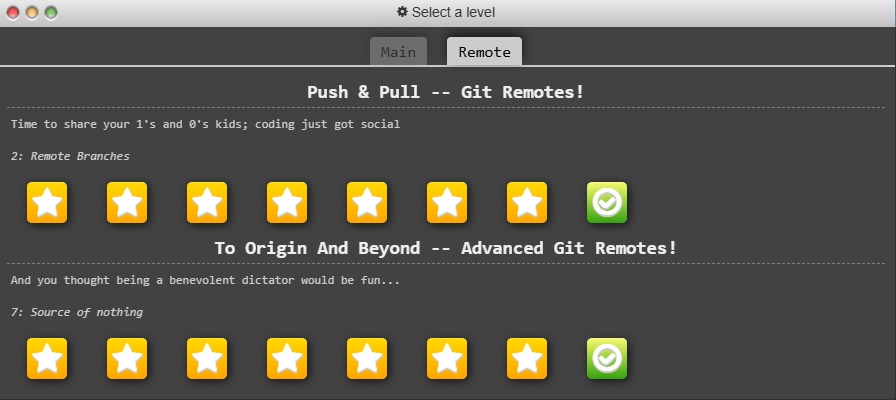 Select a level
Main
Remote
Push & Pull -- Git Remotes!
Time to share your 1's and 0's kids; coding just got social
2: Remote Branches
To Origin And Beyond -- Advanced Git Remotes!
And you thought being a benevolent dictator would be fun...
7: Source of nothing